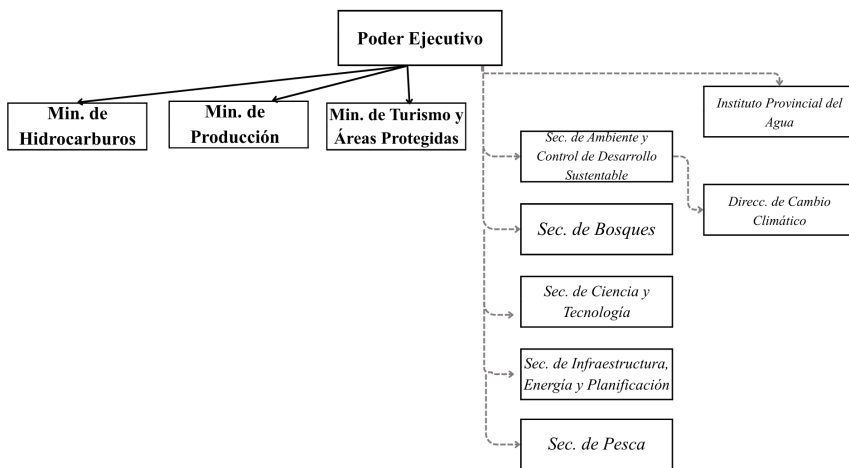 Poder Ejecutivo
Min. de
Hidrocarburos
Min. de
Producción
Min. de Turismo y
Áreas Protegidas
Instituto Provincial del
Agua
Sec. de Ambiente y
Control de Desarrollo
Sustentable
Direcc. de Cambio
Climático
Sec. de Bosques
Sec. de Ciencia y
Tecnología
Sec. de Infraestructura,
Energía y Planificación
Sec. de Pesca